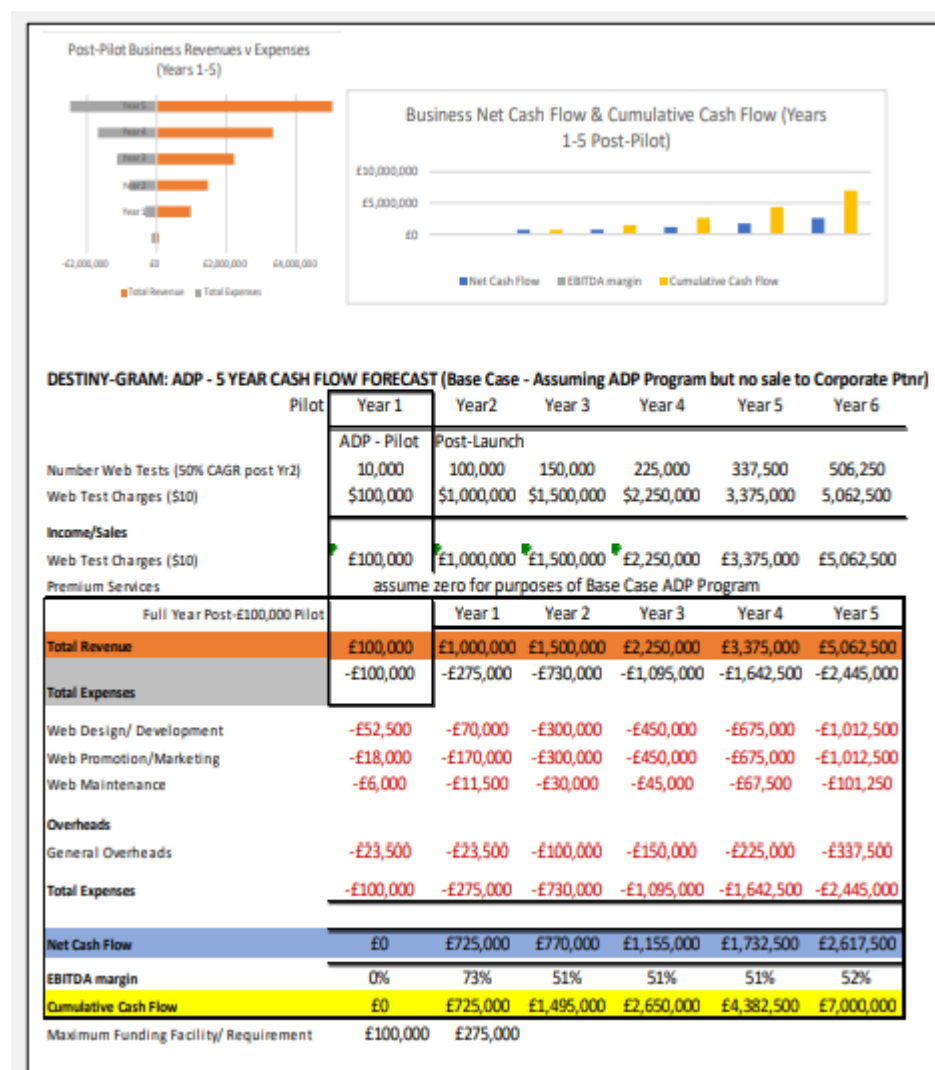 Post-Pilot Business Revenues v Expenses
(Years 1-5)
Year 5
Year 4
Year 3
Year 2
Year 1
-£2,000,000 £0 £2,000,000 £4,000,000
Total Revenue Total Expenses
Business Net Cash Flow & Cumulative Cash Flow (Years
1-5 Post-Pilot)
£10,000,000
£5,000,000
£0
Net Cash Flow EBITDA margin Cumulative Cash Flow
DESTINY-GRAM: ADP - 5 YEAR CASH FLOW FORECAST (Base Case - Assuming ADP Program but no sale to Corporate Ptnr)
Pilot Year 1 Year2 Year 3 Year 4 Year 5 Year 6
ADP - Pilot Post-Launch
Number Web Tests (50% CAGR post Yr2) 10,000 100,000 150,000 225,000 337,500 506,250
Web Test Charges ($10) $100,000 $1,000,000 $1,500,000 $2,250,000 3,375,000 5,062,500
Income/Sales
Web Test Charges ($10) £100,000 £1,000,000 £1,500,000 £2,250,000 £3,375,000 £5,062,500
Premium Services assume zero for purposes of Base Case ADP Program
Full Year Post-£100,000 Pilot Year 1 Year 2 Year 3 Year 4 Year 5
Total Revenue £100,000 £1,000,000 £1,500,000 £2,250,000 £3,375,000 £5,062,500
Total Expenses -£100,000 -£275,000 -£730,000 -£1,095,000 -£1,642,500 -£2,445,000
Web Design/ Development -£52,500 -£70,000 -£300,000 -£450,000 -£675,000 -£1,012,500
Web Promotion/Marketing -£18,000 -£170,000 -£300,000 -£450,000 -£675,000 -£1,012,500
Web Maintenance -£6,000 -£11,500 -£30,000 -£45,000 -£67,500 -£101,250
Overheads
General Overheads -£23,500 -£23,500 -£100,000 -£150,000 -£225,000 -£337,500
Total Expenses -£100,000 -£275,000 -£730,000 -£1,095,000 -£1,642,500 -£2,445,000
Net Cash Flow £0 £725,000 £770,000 £1,155,000 £1,732,500 £2,617,500
EBITDA margin 0% 73% 51% 51% 51% 52%
Cumulative Cash Flow £0 £725,000 £1,495,000 £2,650,000 £4,382,500 £7,000,000
Maximum Funding Facility/ Requirement £100,000 £275,000